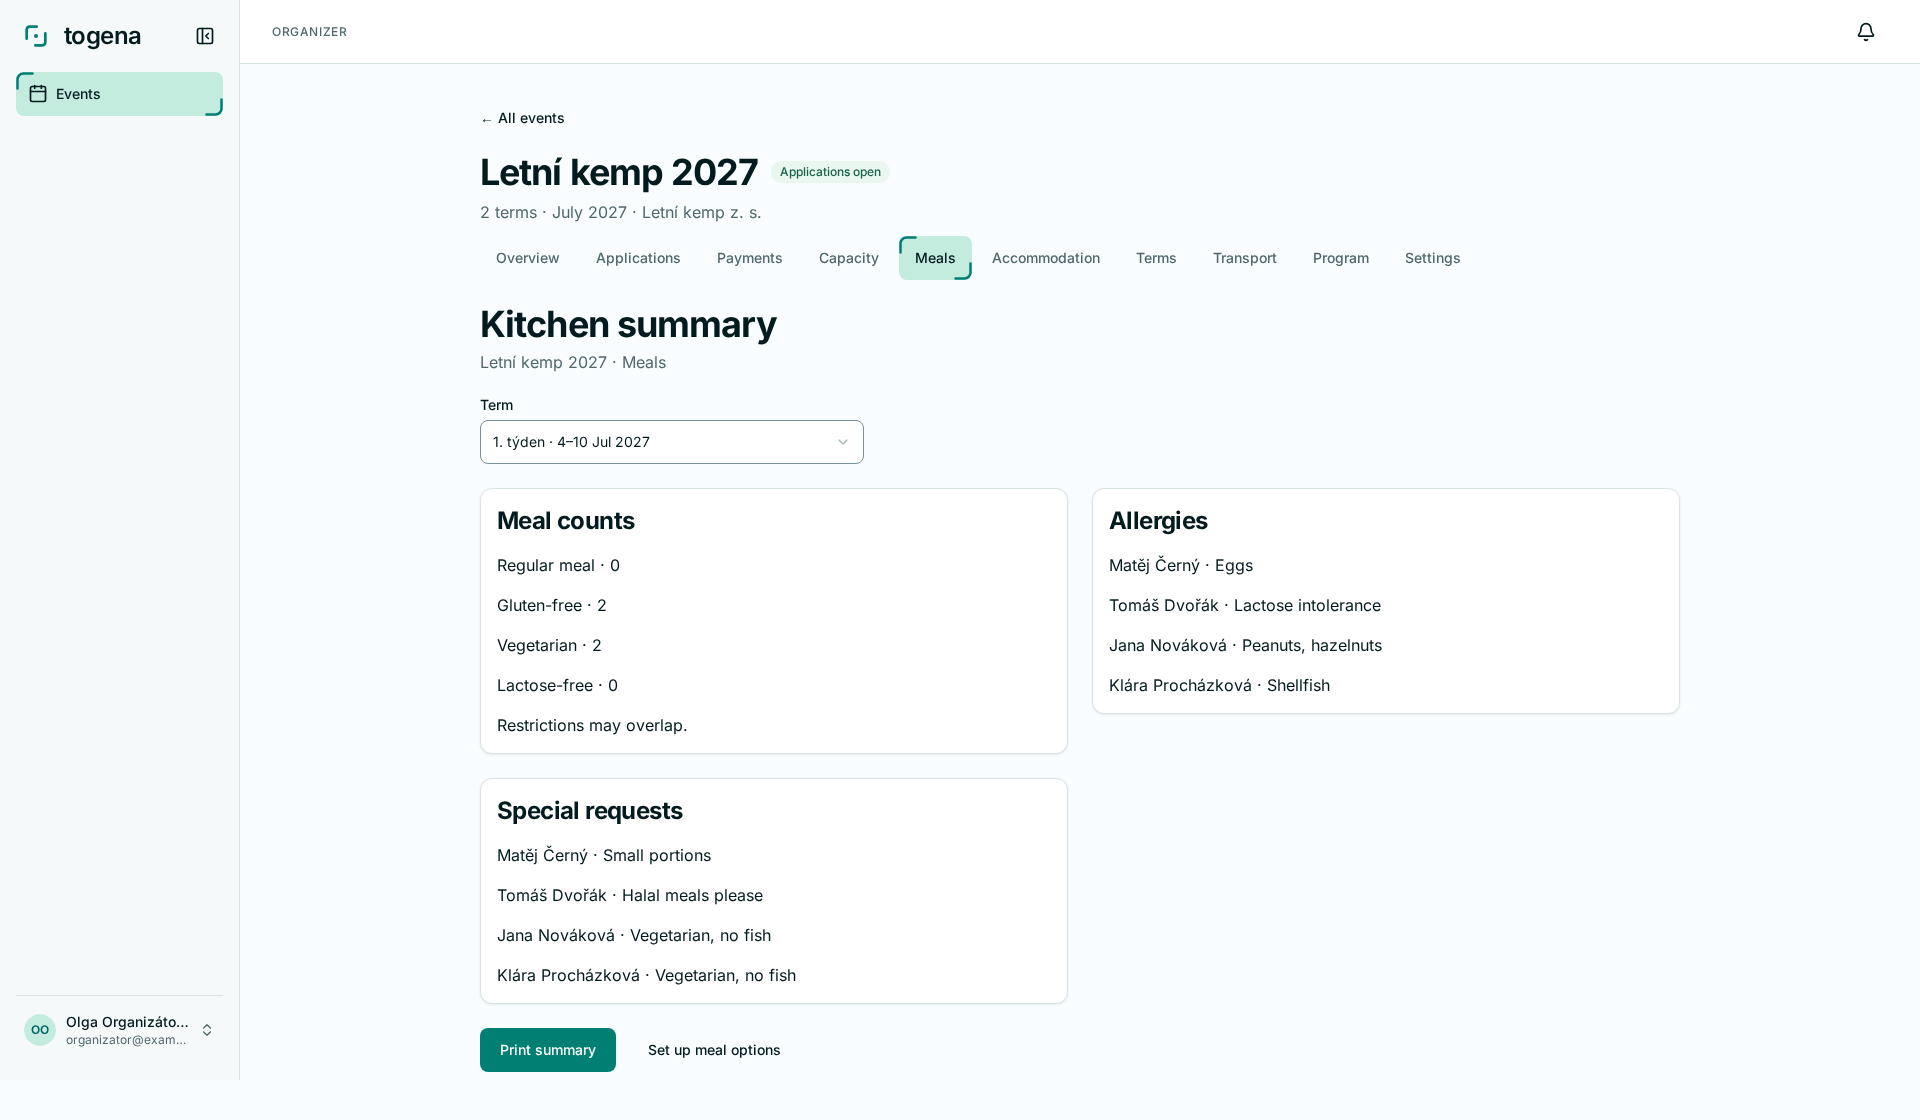 togena
ORGANIZER
Events
← All events
Letní kemp 2027
Applications open
2 terms · July 2027 · Letní kemp z. s.
Overview
Applications
Payments
Capacity
Meals
Accommodation
Terms
Transport
Program
Settings
Kitchen summary
Letní kemp 2027 · Meals
Term
1. týden · 4–10 Jul 2027
Meal counts
Regular meal · 0
Gluten-free · 2
Vegetarian · 2
Lactose-free · 0
Restrictions may overlap.
Allergies
Matěj Černý · Eggs
Tomáš Dvořák · Lactose intolerance
Jana Nováková · Peanuts, hazelnuts
Klára Procházková · Shellfish
Special requests
Matěj Černý · Small portions
Tomáš Dvořák · Halal meals please
Jana Nováková · Vegetarian, no fish
Klára Procházková · Vegetarian, no fish
Print summary
Set up meal options
OO
Olga Organizáto...
organizator@exam...